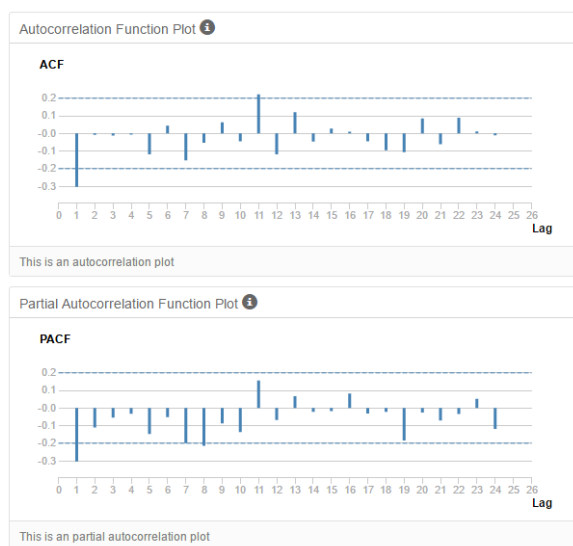 Autocorrelation Function Plot i
ACF
0.2
0.1
-0.0
-0.1
-0.2
-0.3
0 1 2 3 4 5 6 7 8 9 10 11 12 13 14 15 16 17 18 19 20 21 22 23 24 25 26
Lag
This is an autocorrelation plot
Partial Autocorrelation Function Plot i
PACF
0.2
0.1
-0.0
-0.1
-0.2
-0.3
0 1 2 3 4 5 6 7 8 9 10 11 12 13 14 15 16 17 18 19 20 21 22 23 24 25 26
Lag
This is an partial autocorrelation plot